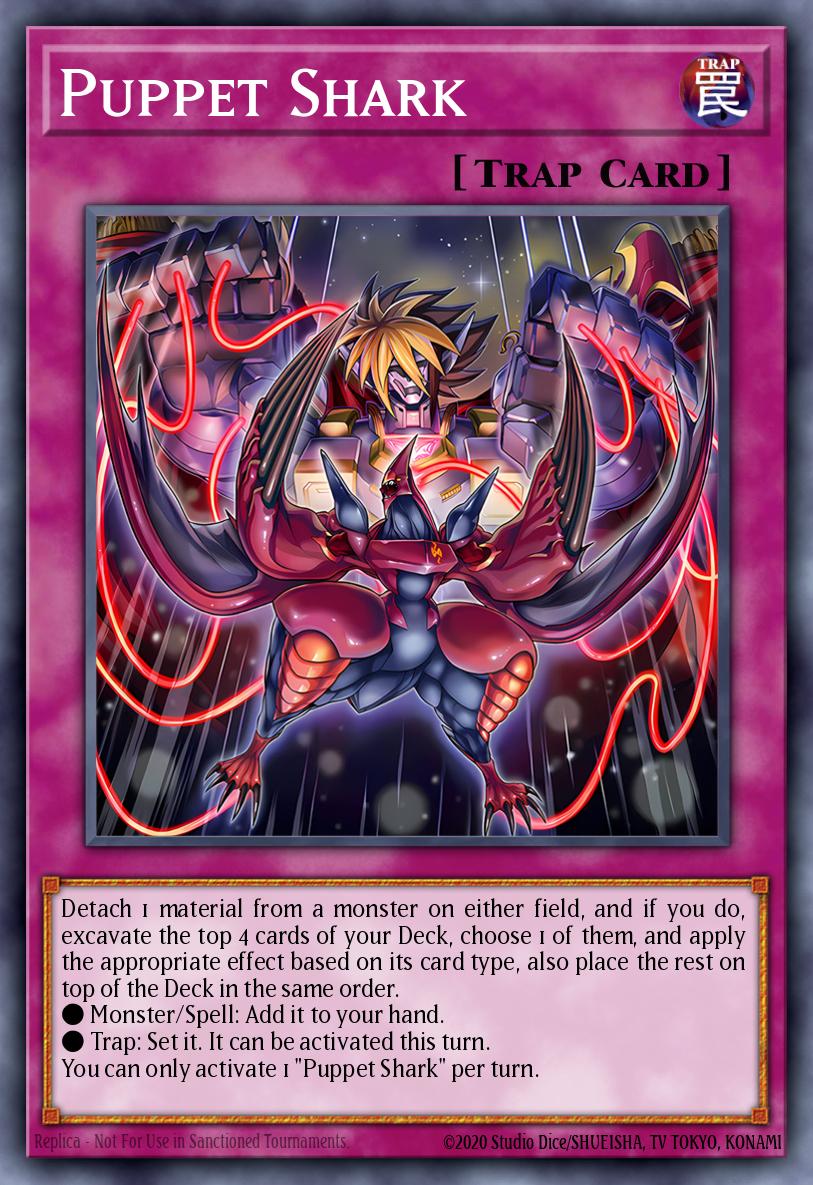 Puppet Shark
TRAP
罠
[Trap Card]
Detach 1 material from a monster on either field, and if you do,
excavate the top 4 cards of your Deck, choose 1 of them, and apply
the appropriate effect based on its card type, also place the rest on
top of the Deck in the same order.
● Monster/Spell: Add it to your hand.
● Trap: Set it. It can be activated this turn.
You can only activate 1 "Puppet Shark" per turn.
Replica - Not For Use in Sanctioned Tournaments.
©2020 Studio Dice/SHUEISHA, TV TOKYO, KONAMI